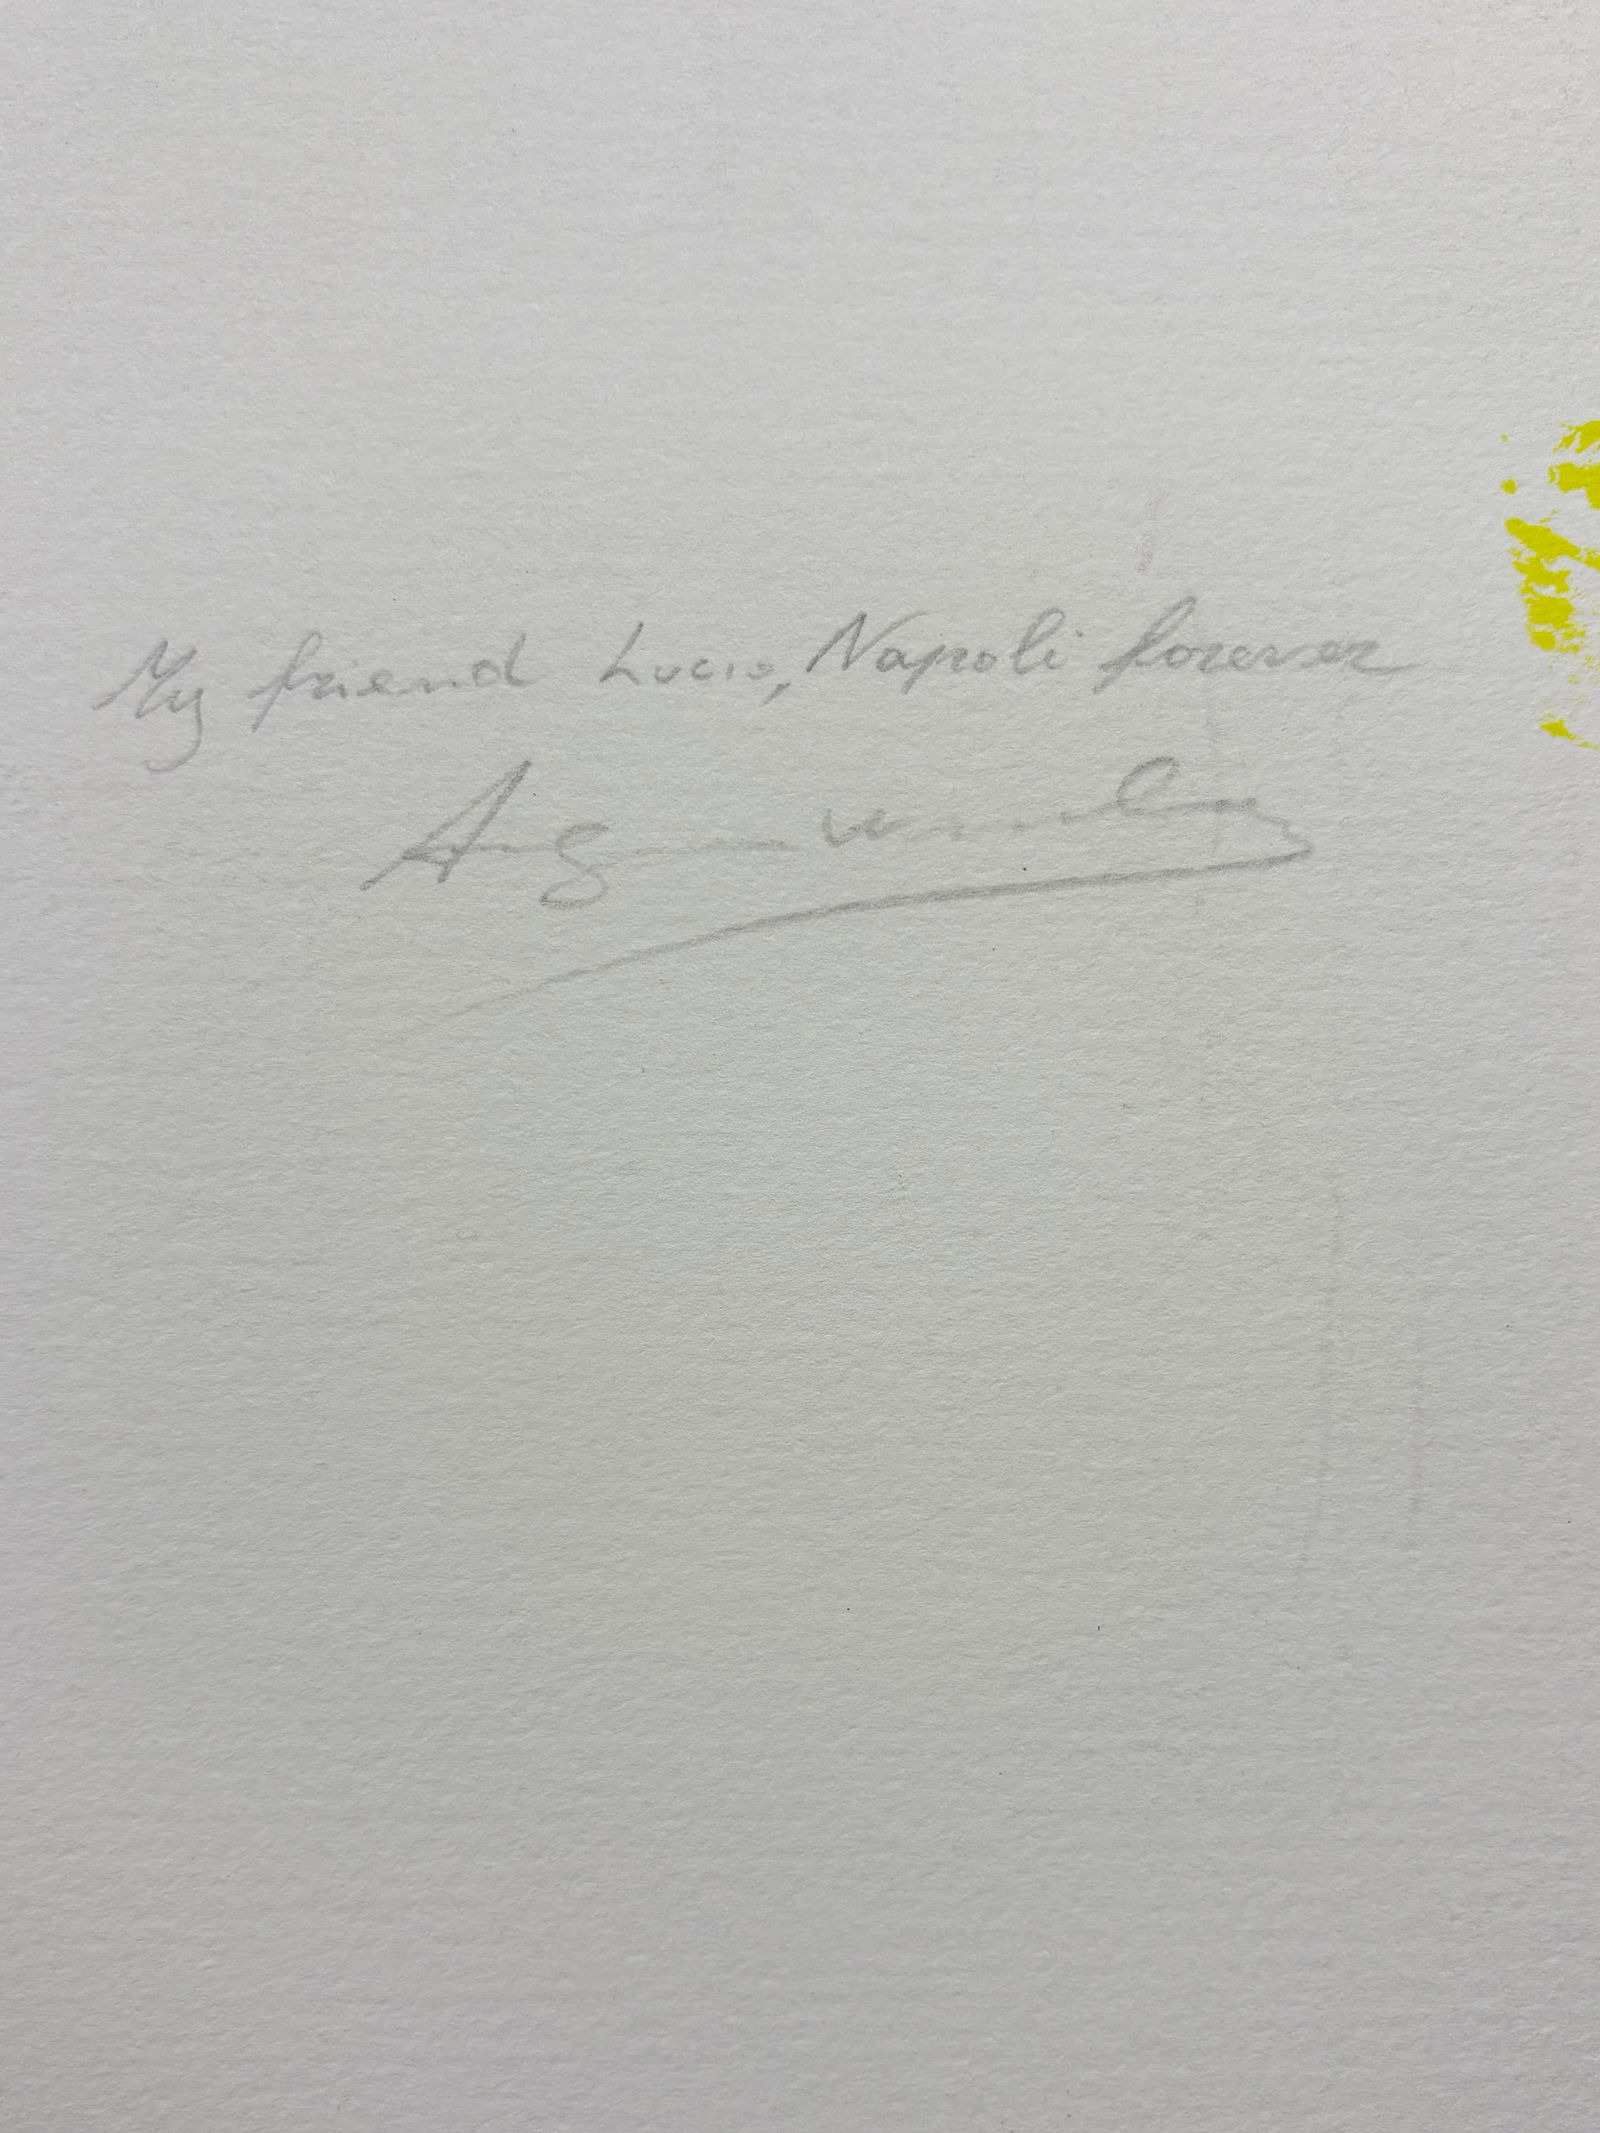 My friend Lucio, Napoli forever